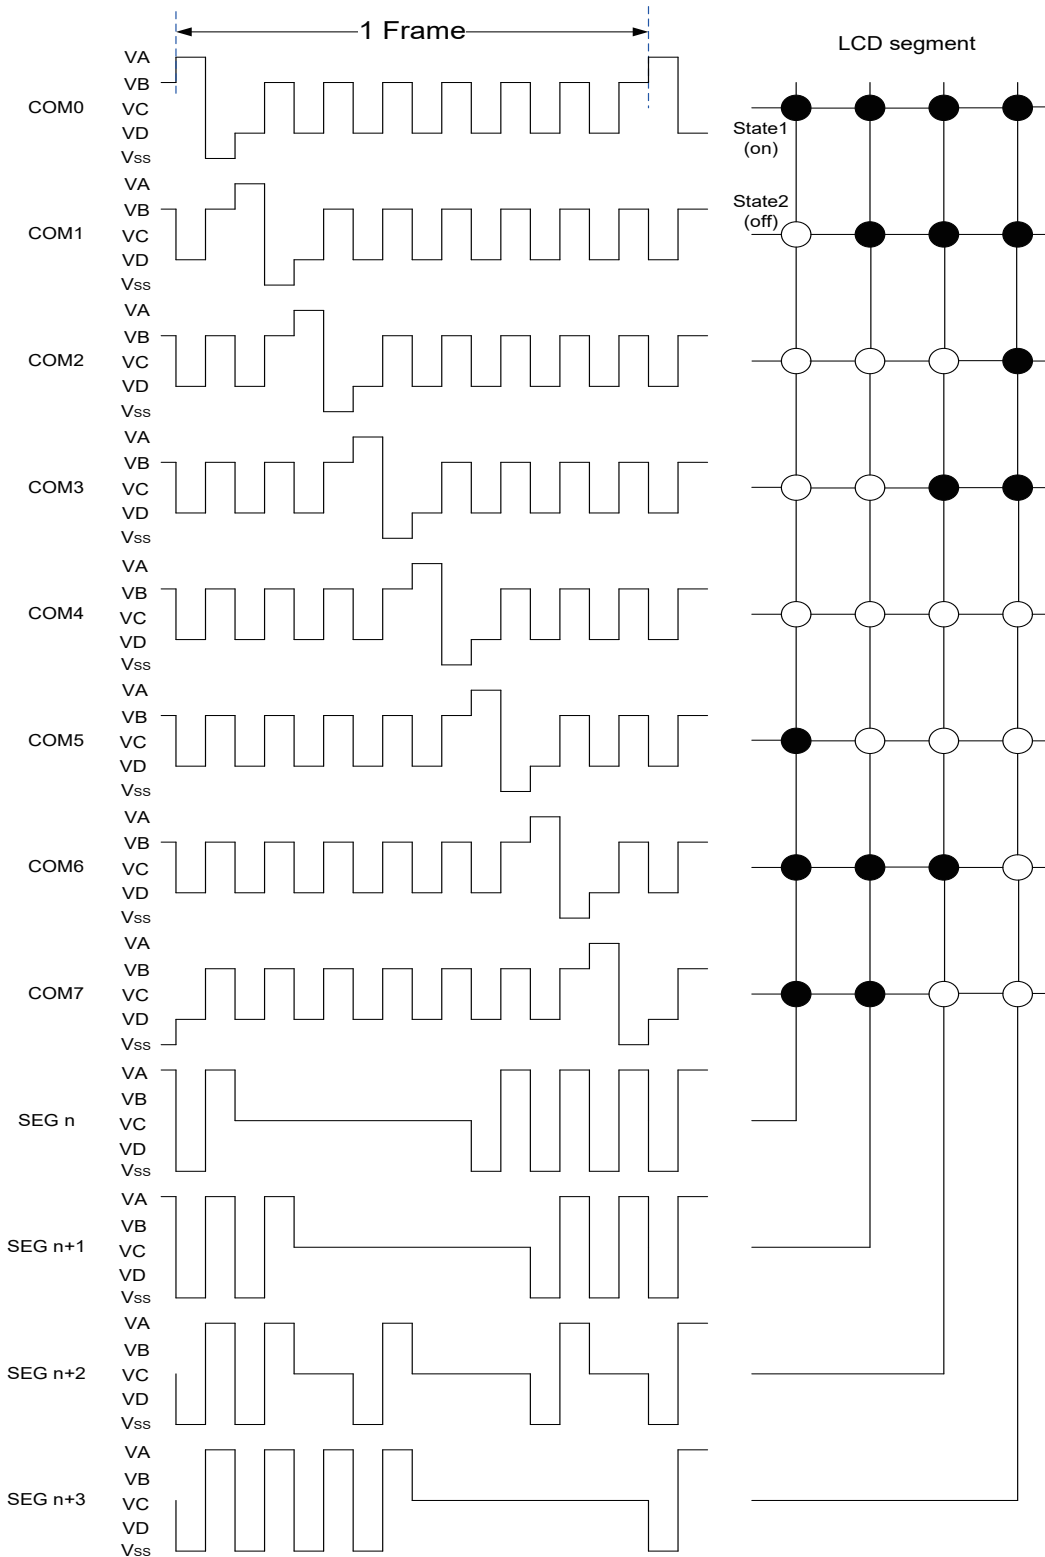 1 Frame
LCD segment
VA
VB
COM0
VC
VD
VSS
State1
(on)
VA
VB
COM1
VC
VD
VSS
State2
(off)
VA
VB
COM2
VC
VD
VSS
VA
VB
COM3
VC
VD
VSS
VA
VB
COM4
VC
VD
VSS
VA
VB
COM5
VC
VD
VSS
VA
VB
COM6
VC
VD
VSS
VA
VB
COM7
VC
VD
VSS
VA
VB
SEG n
VC
VD
VSS
VA
VB
SEG n+1
VC
VD
VSS
VA
VB
SEG n+2
VC
VD
VSS
VA
VB
SEG n+3
VC
VD
VSS